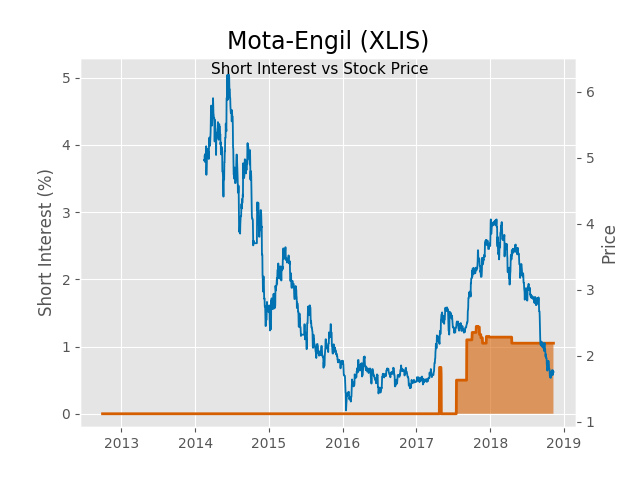 Mota-Engil (XLIS)
Short Interest vs Stock Price
Short Interest (%)
5
4
3
2
1
0
6
5
4
3
2
1
Price
2013 2014 2015 2016 2017 2018 2019